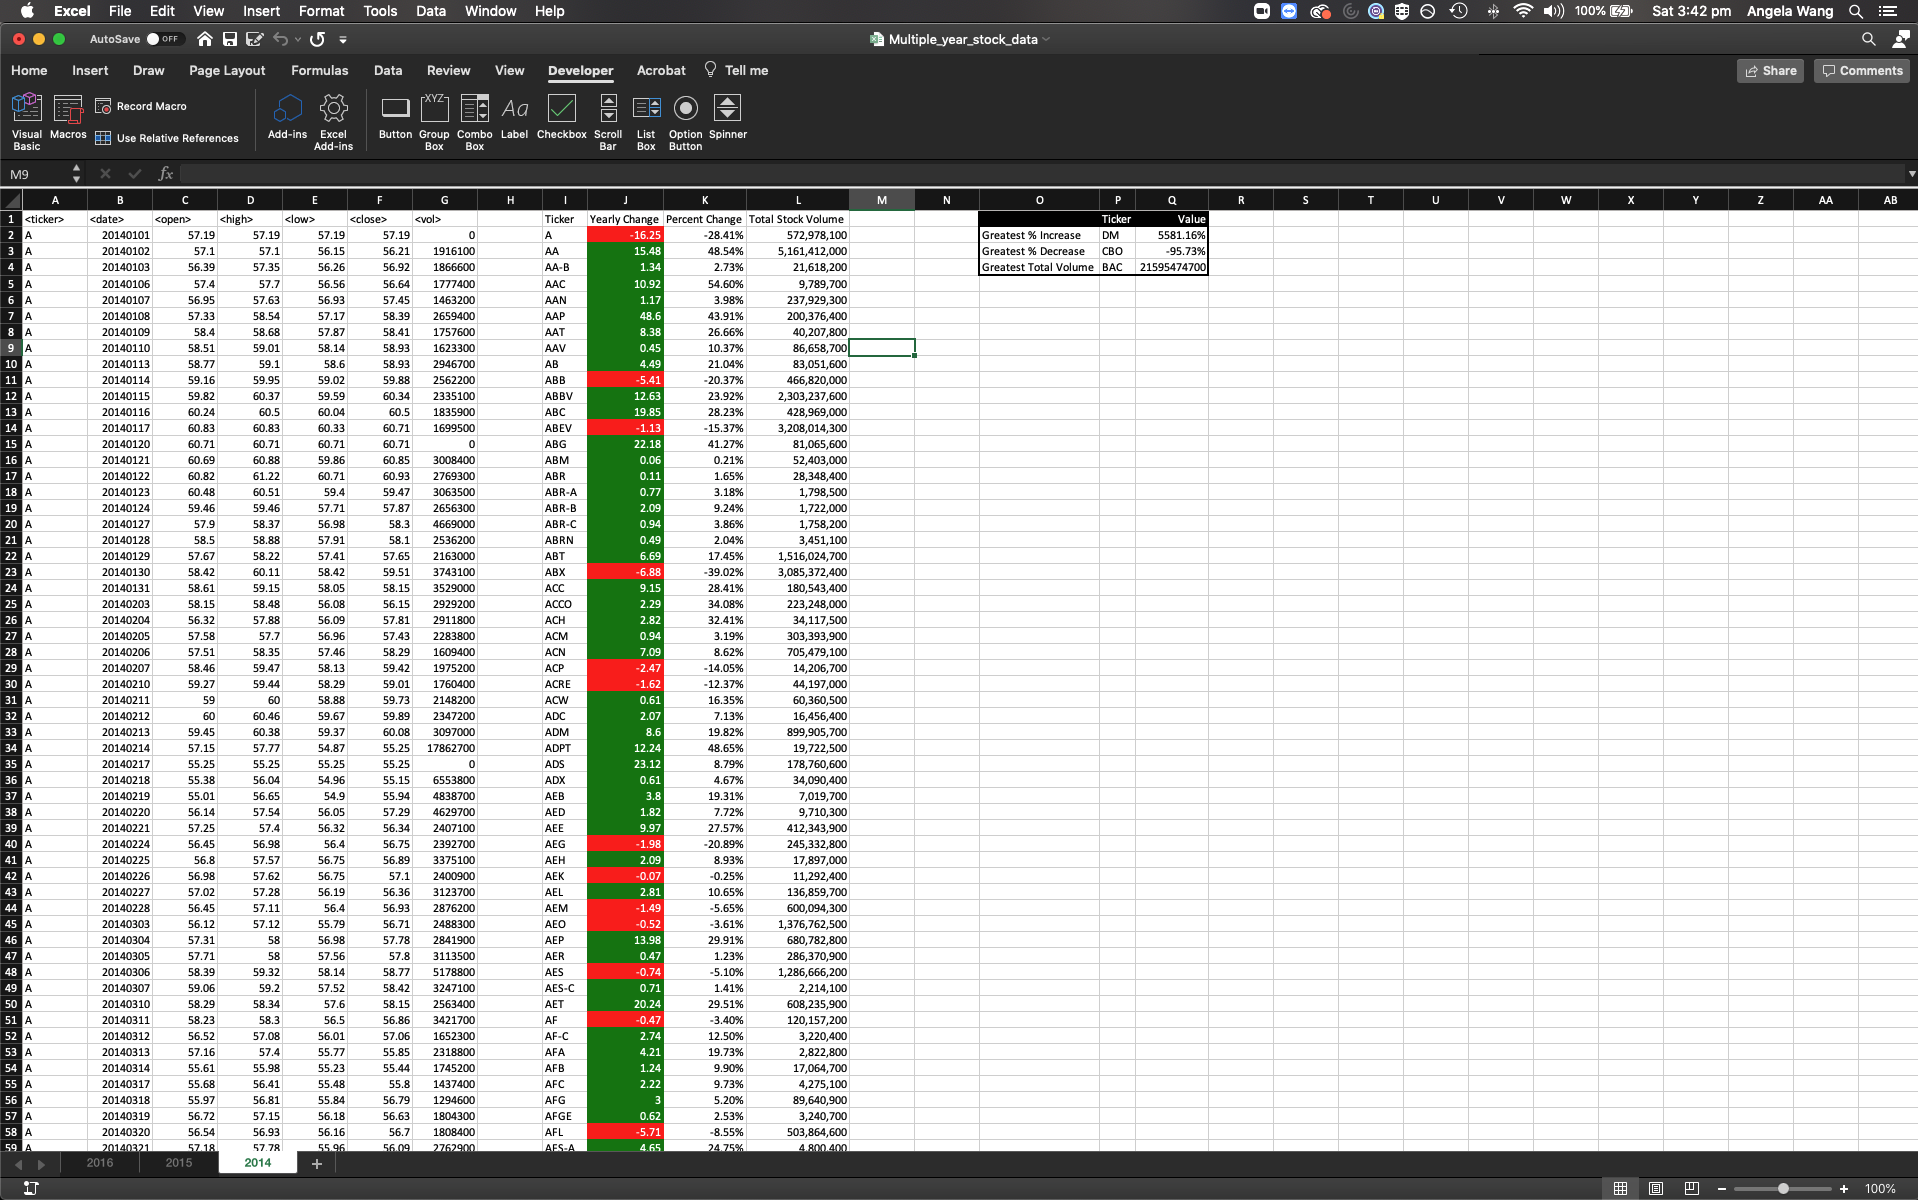 Excel File Edit View Insert Format Tools Data Window Help 100% Sat 3:42 pm Angela Wang
AutoSave OFF Multiple_year_stock_data
Home Insert Draw Page Layout Formulas Data Review View Developer Acrobat Tell me Share Comments
Visual Basic Macros Record Macro Use Relative References Add-ins Excel Add-ins Button Group Box Combo Box Label Checkbox Scroll Bar List Box Option Button Spinner
M9 fx
A B C D E F G H I J K L M N O P Q R S T U V W X Y Z AA AB
1 <ticker> <date> <open> <high> <low> <close> <vol> Ticker Yearly Change Percent Change Total Stock Volume Ticker Value
2 A 20140101 57.19 57.19 57.19 57.19 0 A -16.25 -28.41% 572,978,100 Greatest % Increase DM 5581.16%
3 A 20140102 57.1 57.1 56.15 56.21 1916100 AA 15.48 48.54% 5,161,412,000 Greatest % Decrease CBO -95.73%
4 A 20140103 56.39 57.35 56.26 56.92 1866600 AA-B 1.34 2.73% 21,618,200 Greatest Total Volume BAC 21595474700
5 A 20140106 57.4 57.7 56.56 56.64 1777400 AAC 10.92 54.60% 9,789,700
6 A 20140107 56.95 57.63 56.93 57.45 1463200 AAN 1.17 3.98% 237,929,300
7 A 20140108 57.33 58.54 57.17 58.39 2659400 AAP 48.6 43.91% 200,376,400
8 A 20140109 58.4 58.68 57.87 58.41 1757600 AAT 8.38 26.66% 40,207,800
9 A 20140110 58.51 59.01 58.14 58.93 1623300 AAV 0.45 10.37% 86,658,700
10 A 20140113 58.77 59.1 58.6 58.93 2946700 AB 4.49 21.04% 83,051,600
11 A 20140114 59.16 59.95 59.02 59.88 2562200 ABB -5.41 -20.37% 466,820,000
12 A 20140115 59.82 60.37 59.59 60.34 2335100 ABBV 12.63 23.92% 2,303,237,600
13 A 20140116 60.24 60.5 60.04 60.5 1835900 ABC 19.85 28.23% 428,969,000
14 A 20140117 60.83 60.83 60.33 60.71 1699500 ABEV -1.13 -15.37% 3,208,014,300
15 A 20140120 60.71 60.71 60.71 60.71 0 ABG 22.18 41.27% 81,065,600
16 A 20140121 60.69 60.88 59.86 60.85 3008400 ABM 0.06 0.21% 52,403,000
17 A 20140122 60.82 61.22 60.71 60.93 2769300 ABR 0.11 1.65% 28,348,400
18 A 20140123 60.48 60.51 59.4 59.47 3063500 ABR-A 0.77 3.18% 1,798,500
19 A 20140124 59.46 59.46 57.71 57.87 2656300 ABR-B 2.09 9.24% 1,722,000
20 A 20140127 57.9 58.37 56.98 58.3 4669000 ABR-C 0.94 3.86% 1,758,200
21 A 20140128 58.5 58.88 57.91 58.1 2536200 ABRN 0.49 2.04% 3,451,100
22 A 20140129 57.67 58.22 57.41 57.65 2163000 ABT 6.69 17.45% 1,516,024,700
23 A 20140130 58.42 60.11 58.42 59.51 3743100 ABX -6.88 -39.02% 3,085,372,400
24 A 20140131 58.61 59.15 58.05 58.15 3529000 ACC 9.15 28.41% 180,543,400
25 A 20140203 58.15 58.48 56.08 56.15 2929200 ACCO 2.29 34.08% 223,248,000
26 A 20140204 56.32 57.88 56.09 57.81 2911800 ACH 2.82 32.41% 34,117,500
27 A 20140205 57.58 57.7 56.96 57.43 2283800 ACM 0.94 3.19% 303,393,900
28 A 20140206 57.51 58.35 57.46 58.29 1609400 ACN 7.09 8.62% 705,479,100
29 A 20140207 58.46 59.47 58.13 59.42 1975200 ACP -2.47 -14.05% 14,206,700
30 A 20140210 59.27 59.44 58.29 59.01 1760400 ACRE -1.62 -12.37% 44,197,000
31 A 20140211 59 60 58.88 59.73 2148200 ACW 0.61 16.35% 60,360,500
32 A 20140212 60 60.46 59.67 59.89 2347200 ADC 2.07 7.13% 16,456,400
33 A 20140213 59.45 60.38 59.37 60.08 3097000 ADM 8.6 19.82% 899,905,700
34 A 20140214 57.15 57.77 54.87 55.25 17862700 ADPT 12.24 48.65% 19,722,500
35 A 20140217 55.25 55.25 55.25 55.25 0 ADS 23.12 8.79% 178,760,600
36 A 20140218 55.38 56.04 54.96 55.15 6553800 ADX 0.61 4.67% 34,090,400
37 A 20140219 55.01 56.65 54.9 55.94 4838700 AEB 3.8 19.31% 7,019,700
38 A 20140220 56.14 57.54 56.05 57.29 4629700 AED 1.82 7.72% 9,710,300
39 A 20140221 57.25 57.4 56.32 56.34 2407100 AEE 9.97 27.57% 412,343,900
40 A 20140224 56.45 56.98 56.4 56.75 2392700 AEG -1.98 -20.89% 245,332,800
41 A 20140225 56.8 57.57 56.75 56.89 3375100 AEH 2.09 8.93% 17,897,000
42 A 20140226 56.98 57.62 56.75 57.1 2400900 AEK -0.07 -0.25% 11,292,400
43 A 20140227 57.02 57.28 56.19 56.36 3123700 AEL 2.81 10.65% 136,859,700
44 A 20140228 56.45 57.11 56.4 56.93 2876200 AEM -1.49 -5.65% 600,094,300
45 A 20140303 56.12 57.12 55.79 56.71 2488300 AEO -0.52 -3.61% 1,376,762,500
46 A 20140304 57.31 58 56.98 57.78 2841900 AEP 13.98 29.91% 680,782,800
47 A 20140305 57.71 58 57.56 57.8 3113500 AER 0.47 1.23% 286,370,900
48 A 20140306 58.39 59.32 58.14 58.77 5178800 AES -0.74 -5.10% 1,286,666,200
49 A 20140307 59.06 59.2 57.52 58.42 3247100 AES-C 0.71 1.41% 2,214,100
50 A 20140310 58.29 58.34 57.6 58.15 2563400 AET 20.24 29.51% 608,235,900
51 A 20140311 58.23 58.3 56.5 56.86 3421700 AF -0.47 -3.40% 120,157,200
52 A 20140312 56.52 57.08 56.01 57.06 1652300 AF-C 2.74 12.50% 3,220,400
53 A 20140313 57.16 57.4 55.77 55.85 2318800 AFA 4.21 19.73% 2,822,800
54 A 20140314 55.61 55.98 55.23 55.44 1745200 AFB 1.24 9.90% 17,064,700
55 A 20140317 55.68 56.41 55.48 55.8 1437400 AFC 2.22 9.73% 4,275,100
56 A 20140318 55.97 56.81 55.84 56.79 1294600 AFG 3 5.20% 89,640,900
57 A 20140319 56.72 57.15 56.18 56.63 1804300 AFGE 0.62 2.53% 3,240,700
58 A 20140320 56.54 56.93 56.16 56.7 1808400 AFL -5.71 -8.55% 503,864,600
59 A 20140321 57.18 57.78 55.96 56.09 2762900 AFS-A 4.65 24.75% 4,800,400
2016 2015 2014 +
100%